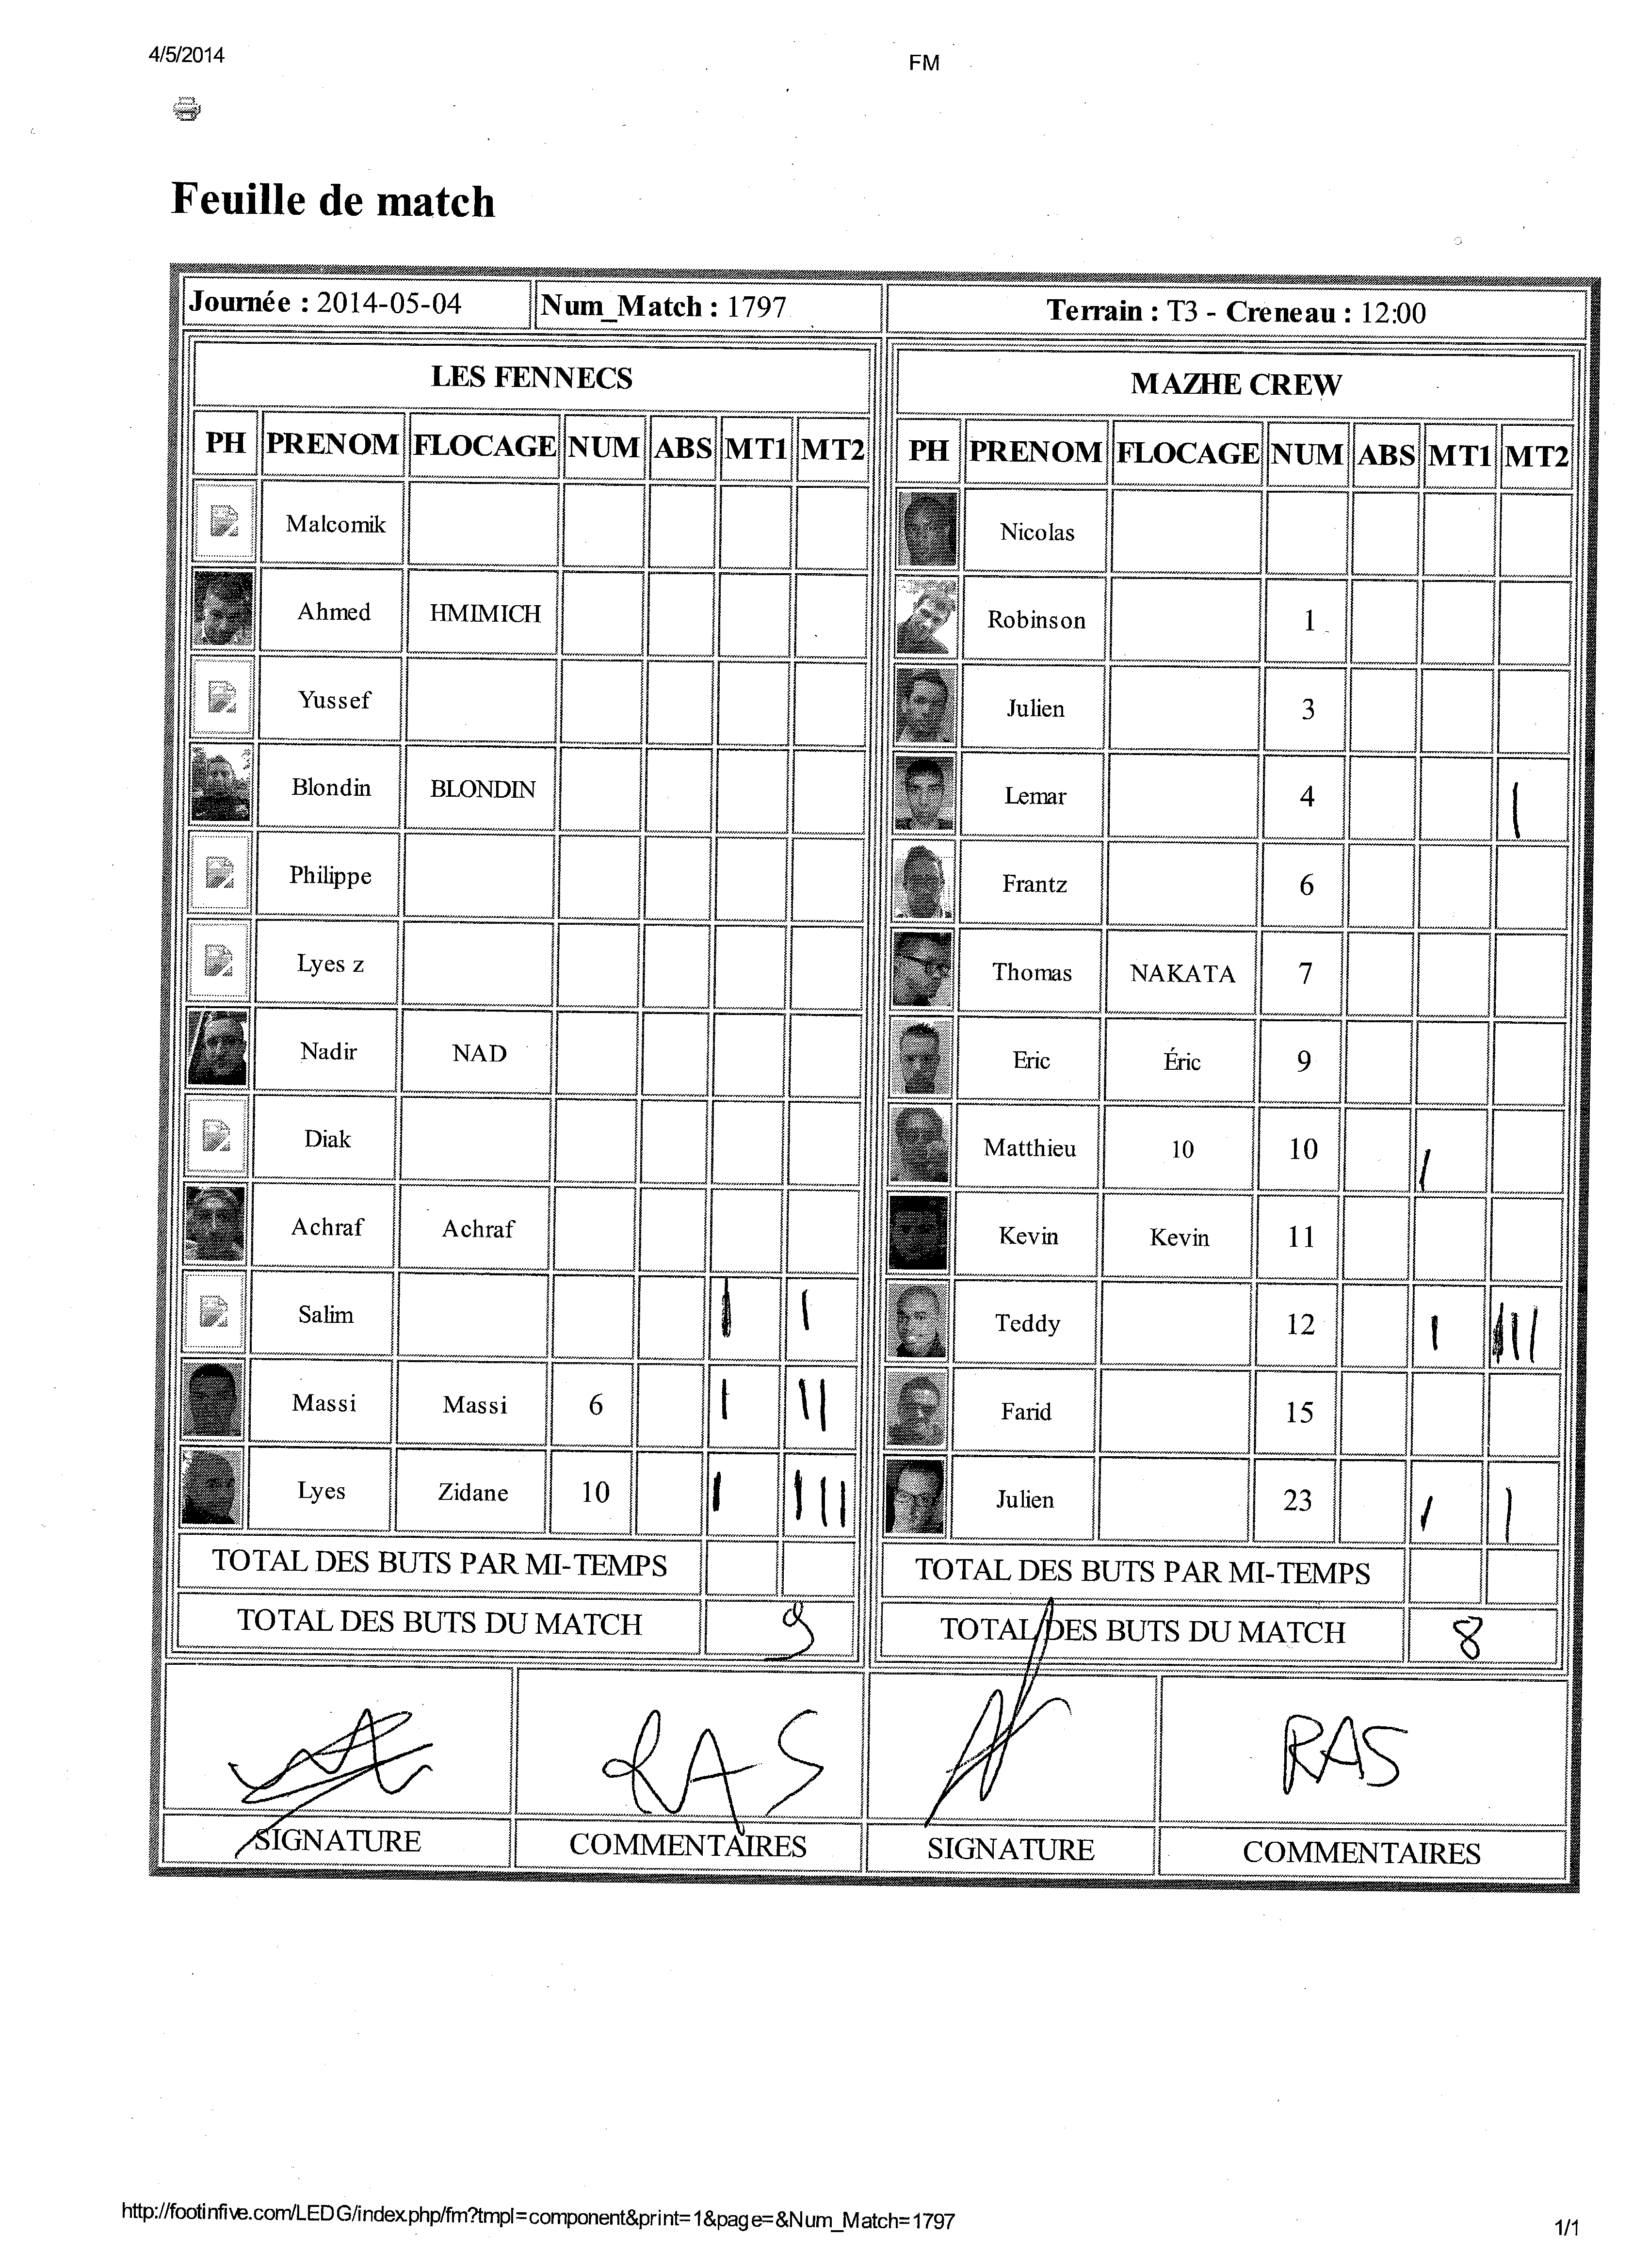 4/5/2014 FM
Feuille de match
Journée : 2014-05-04 Num_Match : 1797 Terrain : T3 - Creneau : 12:00
LES FENNECS MAZHE CREW
PH PRENOM FLOCAGE NUM ABS MT1 MT2 PH PRENOM FLOCAGE NUM ABS MT1 MT2
Malcomik Nicolas
Ahmed HMIMICH Robinson 1
Yussef Julien 3
Blondin BLONDIN Lemar 4 |
Philippe Frantz 6
Lyes z Thomas NAKATA 7
Nadir NAD Eric Éric 9
Diak Matthieu 10 10 |
Achraf Achraf Kevin Kevin 11
Salim | | Teddy 12 | |||
Massi Massi 6 | || Farid 15
Lyes Zidane 10 | ||| Julien 23 | |
TOTAL DES BUTS PAR MI-TEMPS TOTAL DES BUTS PAR MI-TEMPS
TOTAL DES BUTS DU MATCH 9 TOTAL DES BUTS DU MATCH 8
RAS RAS
SIGNATURE COMMENTAIRES SIGNATURE COMMENTAIRES
http://footinfive.com/LEDG/index.php/fm?tmpl=component&print=1&page=&Num_Match=1797 1/1